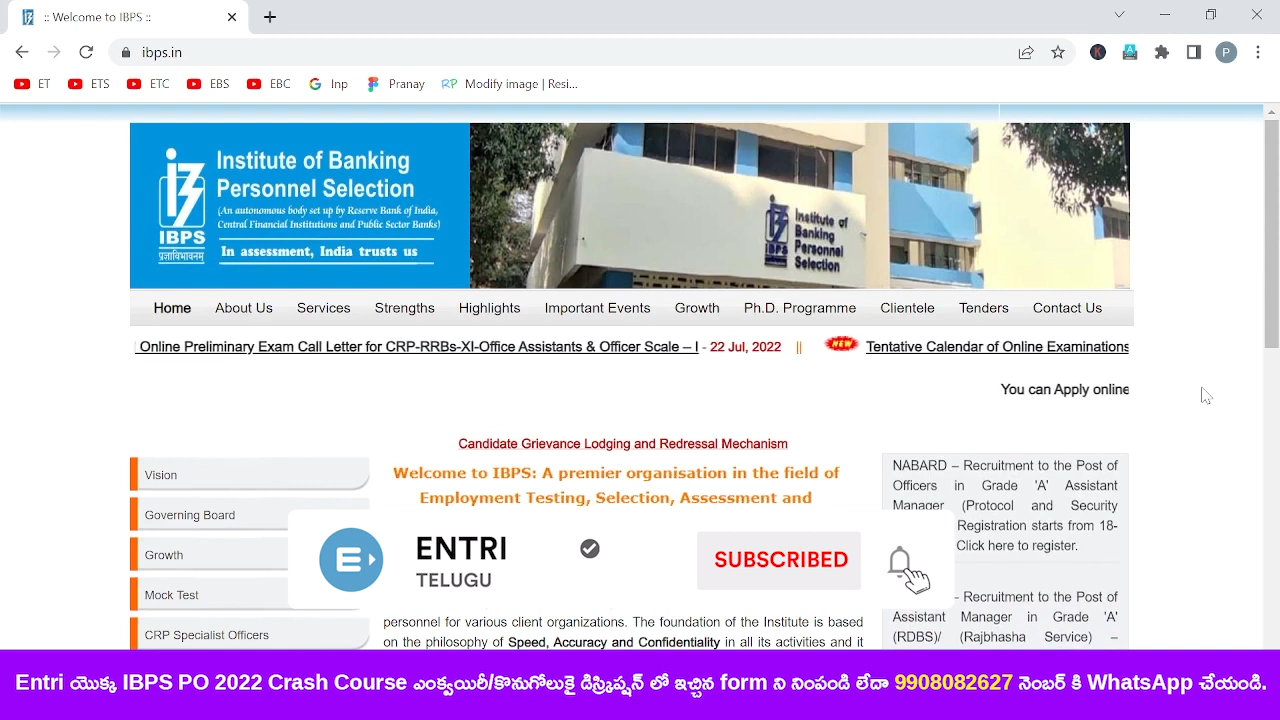 :: Welcome to IBPS ::
ibps.in
P
ET
ETS
ETC
EBS
EBC
Inp
Pranay
RP Modify image | Resi...
IBPS
प्रज्ञाविभावनम्
Institute of Banking
Personnel Selection
(An autonomous body set up by Reserve Bank of India,
Central Financial Institutions and Public Sector Banks)
In assessment, India trusts us
IBPS
Institute of
Banking
Personnel
Selection
Home About Us Services Strengths Highlights Important Events Growth Ph.D. Programme Clientele Tenders Contact Us
Online Preliminary Exam Call Letter for CRP-RRBs-XI-Office Assistants & Officer Scale – I - 22 Jul, 2022 || NEW Tentative Calendar of Online Examinations
You can Apply online
Candidate Grievance Lodging and Redressal Mechanism
Vision
Governing Board
Growth
Mock Test
CRP Specialist Officers
Welcome to IBPS: A premier organisation in the field of
Employment Testing, Selection, Assessment and
personnel for various client organizations. The foundation of the Institute is based
on the philosophy of Speed, Accuracy and Confidentiality in all its activities and it
NABARD – Recruitment to the Post of
Officers in Grade 'A' Assistant
Manager (Protocol and Security
Registration starts from 18-
Click here to register.
- Recruitment to the Post of
Assistant Manager in Grade 'A'
(RDBS)/ (Rajbhasha Service) –
ENTRI
TELUGU
SUBSCRIBED
Entri యొక్క IBPS PO 2022 Crash Course ఎంక్వయిరీ/కొనుగోలుకై డిస్క్రిప్షన్ లో ఇచ్చిన form ని నింపండి లేదా 9908082627 నెంబర్ కి WhatsApp చేయండి.